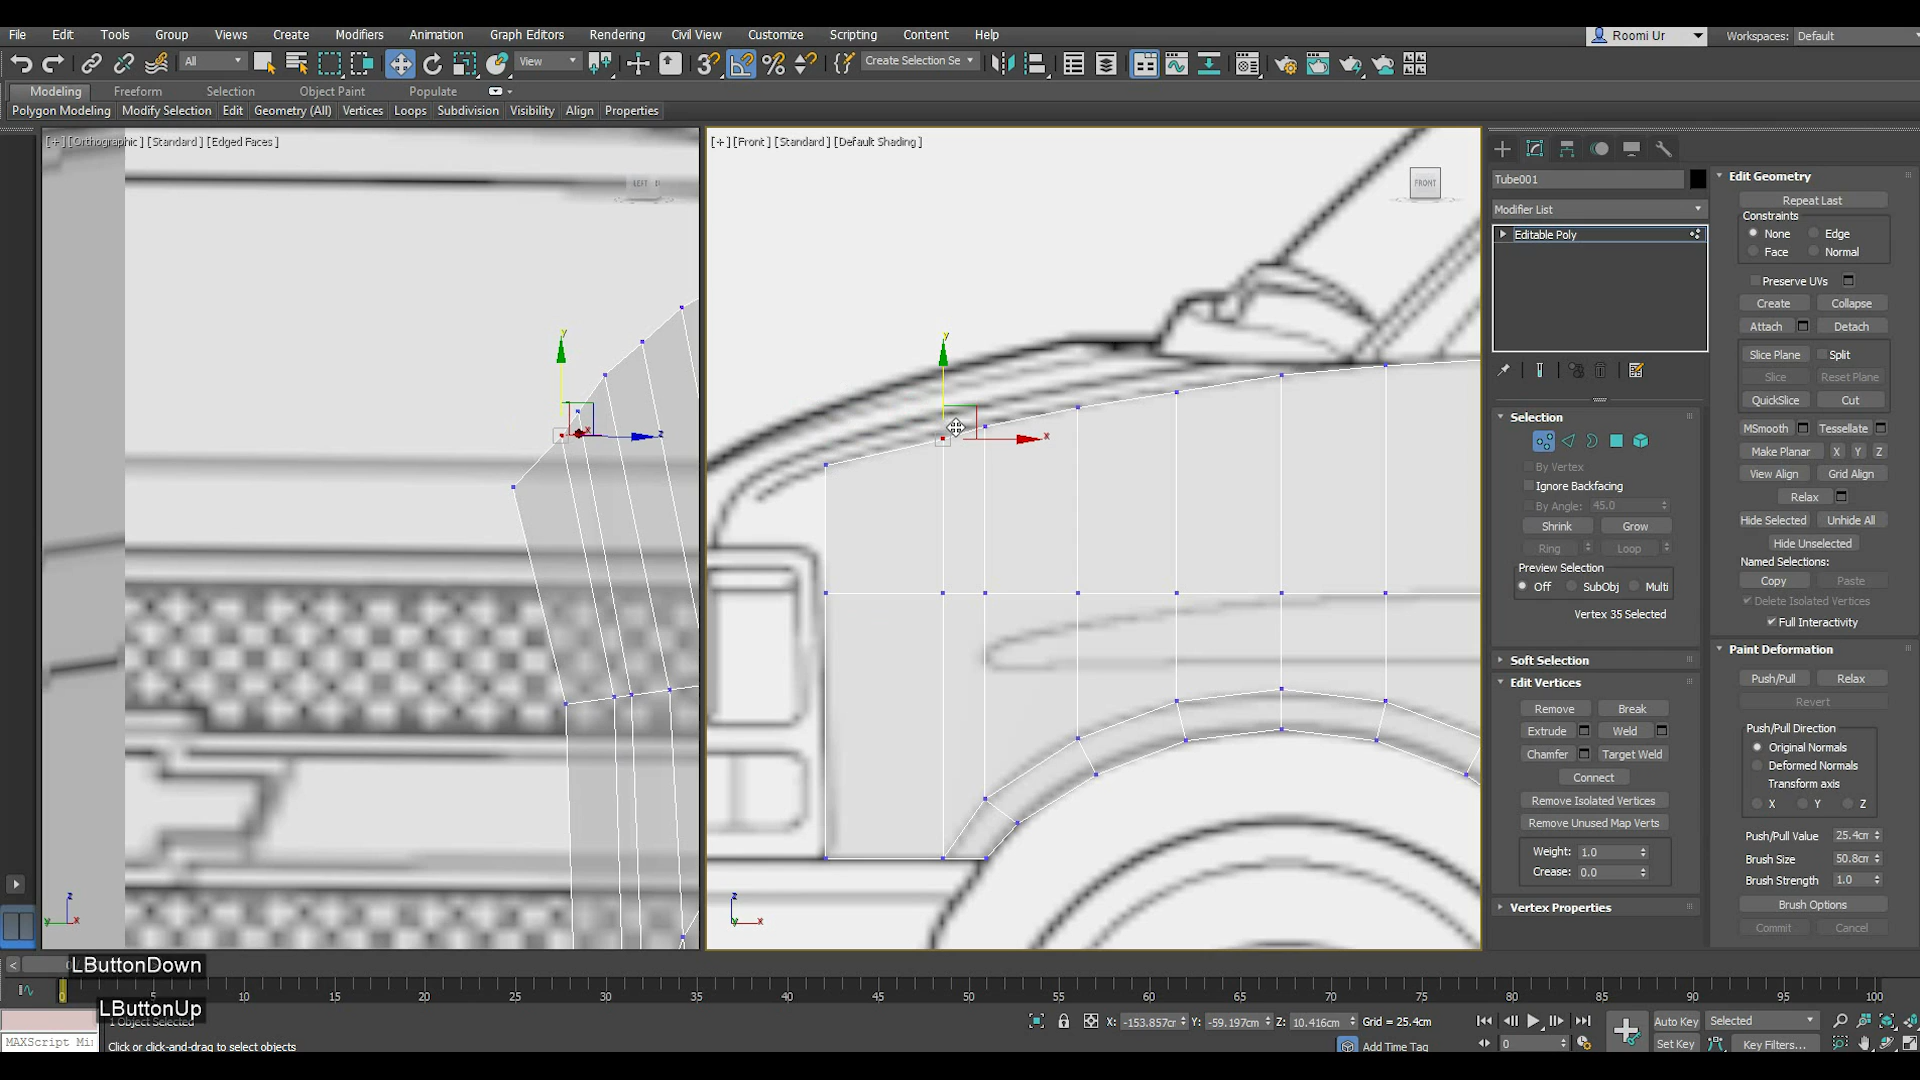 File Edit Tools Group Views Create Modifiers Animation Graph Editors Rendering Civil View Customize Scripting Content Help
Roomi Ur
Workspaces: Default
All
View
Create Selection Se
Modeling Freeform Selection Object Paint Populate
Polygon Modeling Modify Selection Edit Geometry (All) Vertices Loops Subdivision Visibility Align Properties
[+] [Orthographic] [Standard] [Edged Faces]
[+] [Front] [Standard] [Default Shading]
LEFT
FRONT
y
x
z
y
x
z
y
x
z
y
x
Tube001
Modifier List
Editable Poly
Selection
By Vertex
Ignore Backfacing
By Angle: 45.0
Shrink Grow
Ring Loop
Preview Selection
Off SubObj Multi
Vertex 35 Selected
Soft Selection
Edit Vertices
Remove Break
Extrude Weld
Chamfer Target Weld
Connect
Remove Isolated Vertices
Remove Unused Map Verts
Weight: 1.0
Crease: 0.0
Vertex Properties
Edit Geometry
Repeat Last
Constraints
None Edge
Face Normal
Preserve UVs
Create Collapse
Attach Detach
Slice Plane Split
Slice Reset Plane
QuickSlice Cut
MSmooth Tessellate
Make Planar X Y Z
View Align Grid Align
Relax
Hide Selected Unhide All
Hide Unselected
Named Selections:
Copy Paste
Delete Isolated Vertices
Full Interactivity
Paint Deformation
Push/Pull Relax
Revert
Push/Pull Direction
Original Normals
Deformed Normals
Transform axis
X Y Z
Push/Pull Value 25.4cm
Brush Size 50.8cm
Brush Strength 1.0
Brush Options
Commit Cancel
LButtonDown
LButtonUp
0 5 10 15 20 25 30 35 40 45 50 55 60 65 70 75 80 85 90 95 100
1 Object Selected
MAXScript Mi
Click or click-and-drag to select objects
X: -153.857cm Y: -59.197cm Z: 10.416cm Grid = 25.4cm
Add Time Tag
0
Auto Key Selected
Set Key Key Filters...